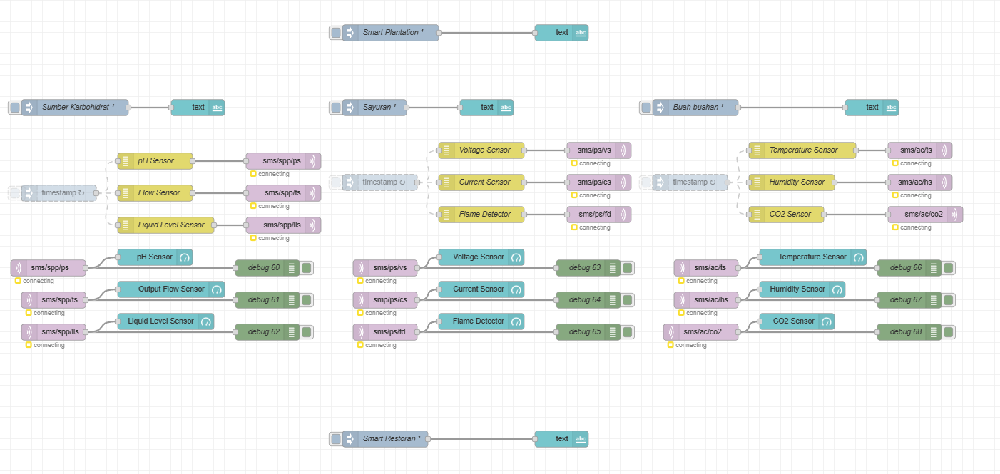 Smart Plantation ¹ text abc
Sumber Karbohidrat ¹ text abc Sayuran ¹ text abc Buah-buahan ¹ text abc
Voltage Sensor sms/ps/vs Temperature Sensor sms/ac/ts
pH Sensor sms/spp/ps connecting connecting
connecting
timestamp ↻ Current Sensor sms/ps/cs timestamp ↻ Humidity Sensor sms/ac/hs
timestamp ↻ Flow Sensor sms/spp/fs connecting connecting
connecting
Flame Detector sms/ps/fd CO2 Sensor sms/ac/co2
Liquid Level Sensor sms/spp/lls connecting connecting
connecting
pH Sensor Voltage Sensor Temperature Sensor
sms/spp/ps debug 60 sms/ps/vs debug 63 sms/ac/ts debug 66
connecting connecting connecting
Output Flow Sensor Current Sensor Humidity Sensor
sms/spp/fs debug 61 smp/ps/cs debug 64 sms/ac/hs debug 67
connecting connecting connecting
Liquid Level Sensor Flame Detector CO2 Sensor
sms/spp/lls debug 62 sms/ps/fd debug 65 sms/ac/co2 debug 68
connecting connecting connecting
Smart Restoran ¹ text abc